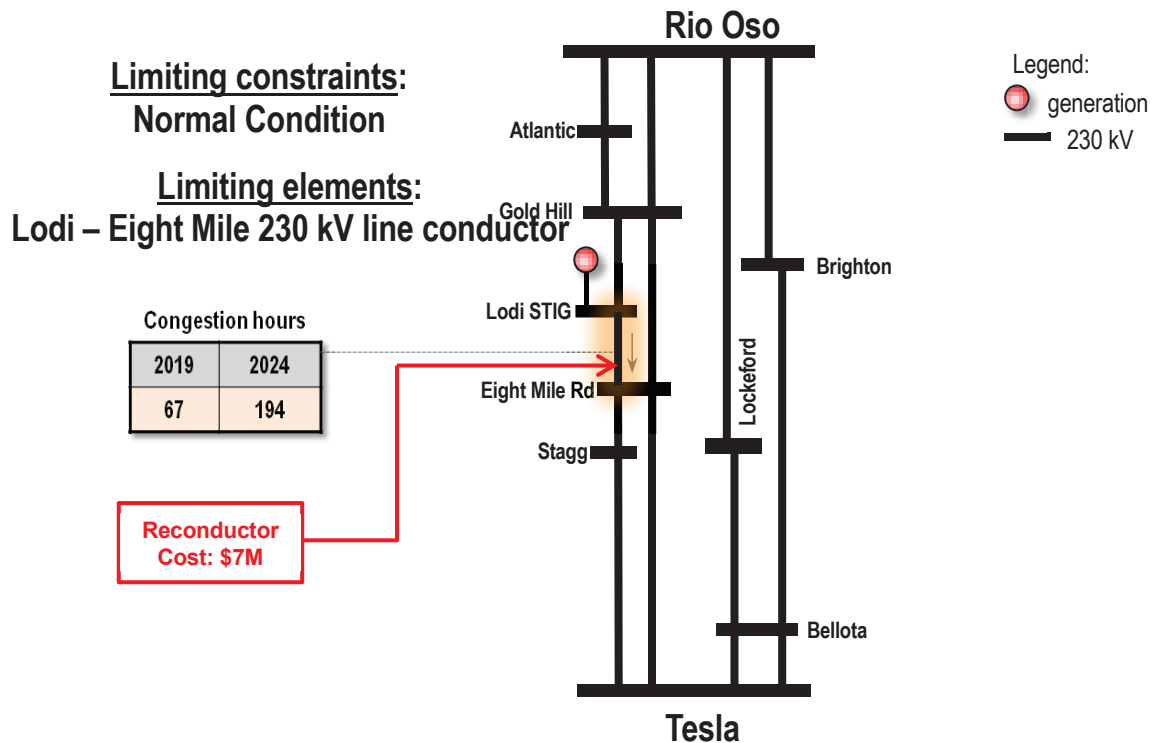 Rio Oso
Limiting constraints:
Normal Condition
Legend:
generation
230 kV
Atlantic
Limiting elements:
Lodi – Eight Mile 230 kV line conductor
Gold Hill
Brighton
Lodi STIG
Congestion hours
2019 2024
67 194
Lockeford
Eight Mile Rd
Stagg
Reconductor
Cost: $7M
Bellota
Tesla